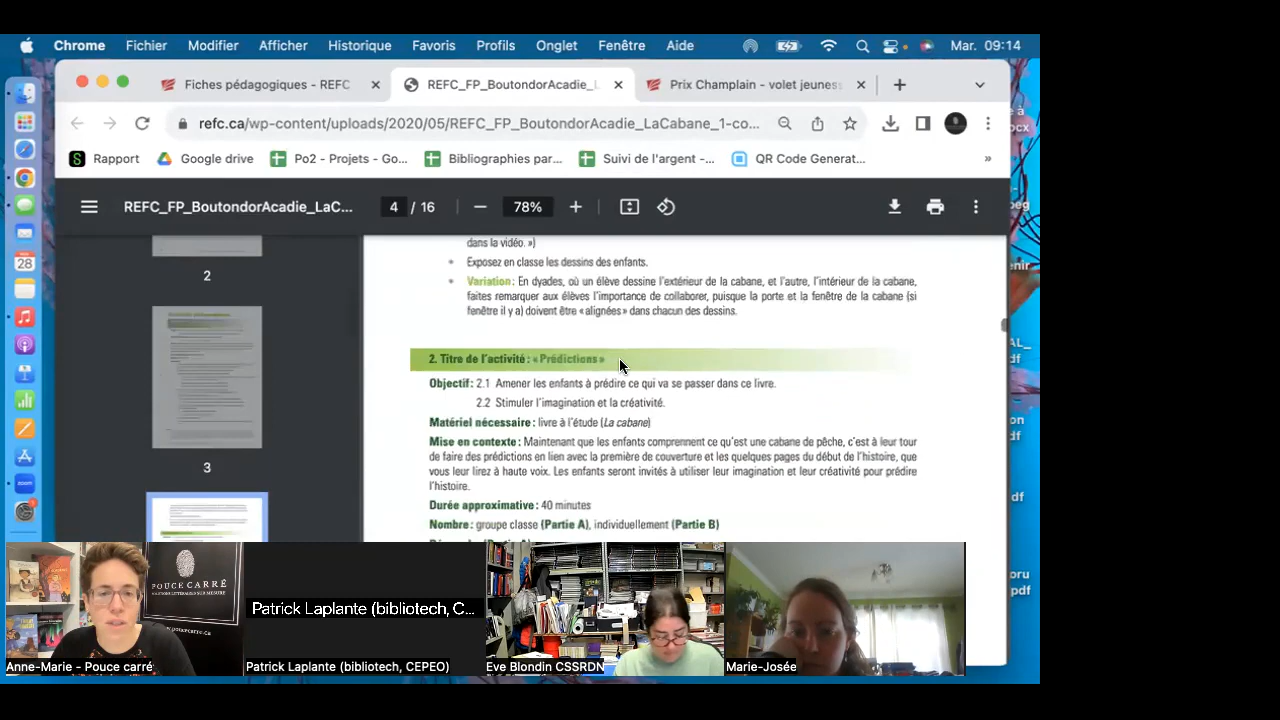 Chrome Fichier Modifier Afficher Historique Favoris Profils Onglet Fenêtre Aide Mar. 09:14
Fiches pédagogiques - REFC
REFC_FP_BoutondorAcadie_L
Prix Champlain - volet jeuness
refc.ca/wp-content/uploads/2020/05/REFC_FP_BoutondorAcadie_LaCabane_1-co...
Rapport Google drive Po2 - Projets - Go... Bibliographies par... Suivi de l'argent -... QR Code Generat... »
REFC_FP_BoutondorAcadie_LaC... 4 / 16 78%
2
3
dans la vidéo. »)
Exposez en classe les dessins des enfants.
Variation : En dyades, où un élève dessine l'extérieur de la cabane, et l'autre, l'intérieur de la cabane,
faites remarquer aux élèves l'importance de collaborer, puisque la porte et la fenêtre de la cabane (si
fenêtre il y a) doivent être « alignées » dans chacun des dessins.
2. Titre de l'activité : « Prédictions »
Objectif : 2.1 Amener les enfants à prédire ce qui va se passer dans ce livre.
2.2 Stimuler l'imagination et la créativité.
Matériel nécessaire : livre à l'étude (La cabane)
Mise en contexte : Maintenant que les enfants comprennent ce qu'est une cabane de pêche, c'est à leur tour
de faire des prédictions en lien avec la première de couverture et les quelques pages du début de l'histoire, que
vous leur lirez à haute voix. Les enfants seront invités à utiliser leur imagination et leur créativité pour prédire
l'histoire.
Durée approximative : 40 minutes
Nombre : groupe classe (Partie A), individuellement (Partie B)
28
POUCE CARRÉ
Anne-Marie - Pouce carré
Patrick Laplante (bibliotech, C...
Patrick Laplante (bibliotech, CEPEO)
Eve Blondin CSSRDN
Marie-Josée